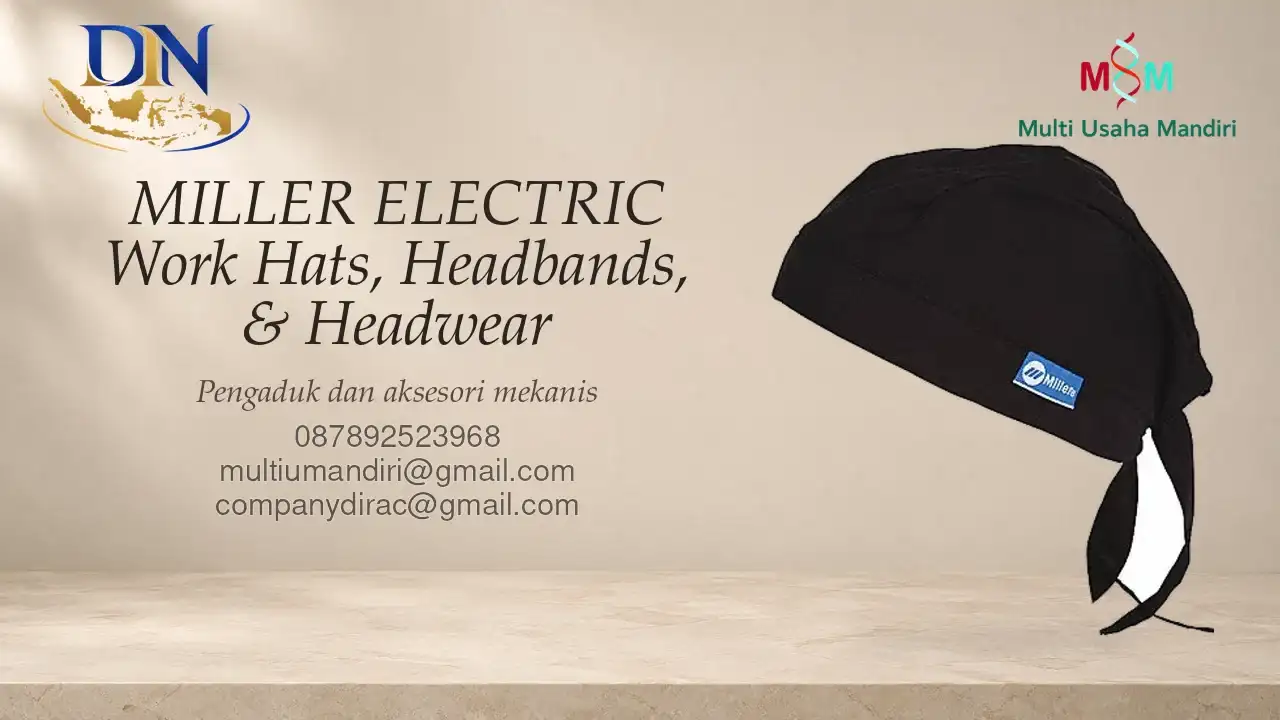 DN
M M
Multi Usaha Mandiri
MILLER ELECTRIC
Work Hats, Headbands,
& Headwear
Pengaduk dan aksesori mekanis
087892523968
multiumandiri@gmail.com
companydirac@gmail.com
Miller